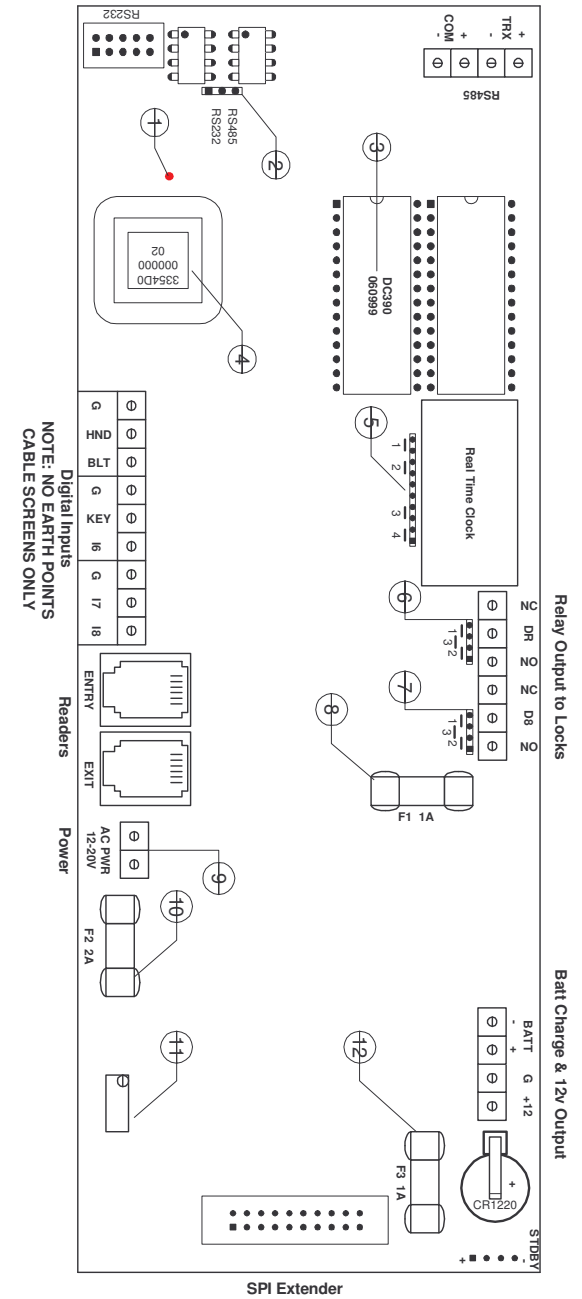 RS232
RS485
RS232
TRX
+
-
COM
+
-
RS485
1
2
3
DC390
060999
3354D0
000000
02
4
5
Real Time Clock
1
2
3
4
G
HND
BLT
G
KEY
I6
G
I7
I8
Digital Inputs
NOTE: NO EARTH POINTS
CABLE SCREENS ONLY
Relay Output to Locks
NC
DR
NO
NC
D8
NO
6
1
3
2
7
1
3
2
8
F1 1A
ENTRY
EXIT
Readers
AC PWR
12-20V
Power
9
10
F2 2A
11
12
F3 1A
Batt Charge & 12v Output
-
BATT
+
G
+12
+
CR1220
STDBY
+
-
SPI Extender